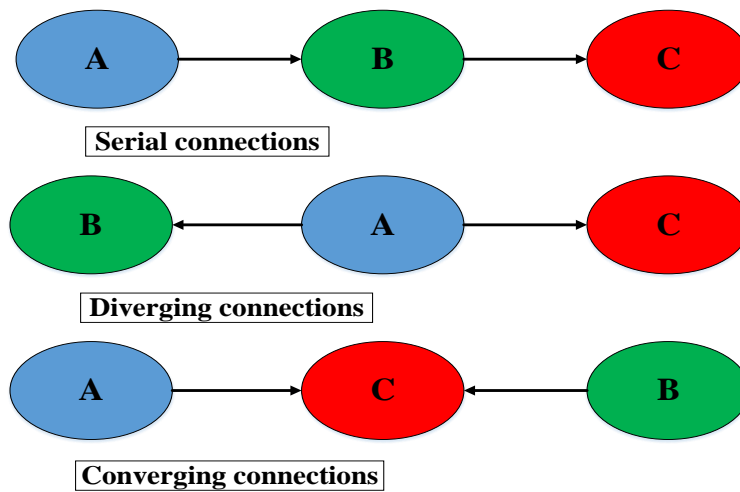 A B C
Serial connections
B A C
Diverging connections
A C B
Converging connections